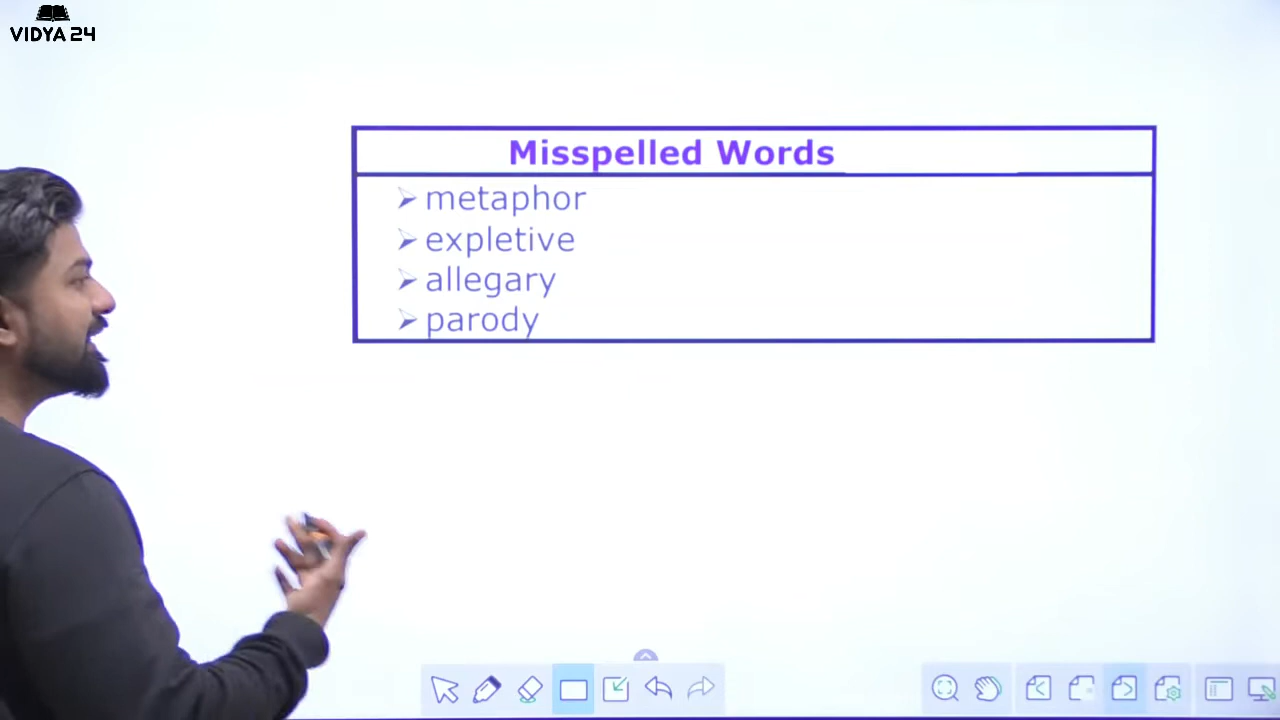 VIDYA 24
Misspelled Words
➢ metaphor
➢ expletive
➢ allegary
➢ parody